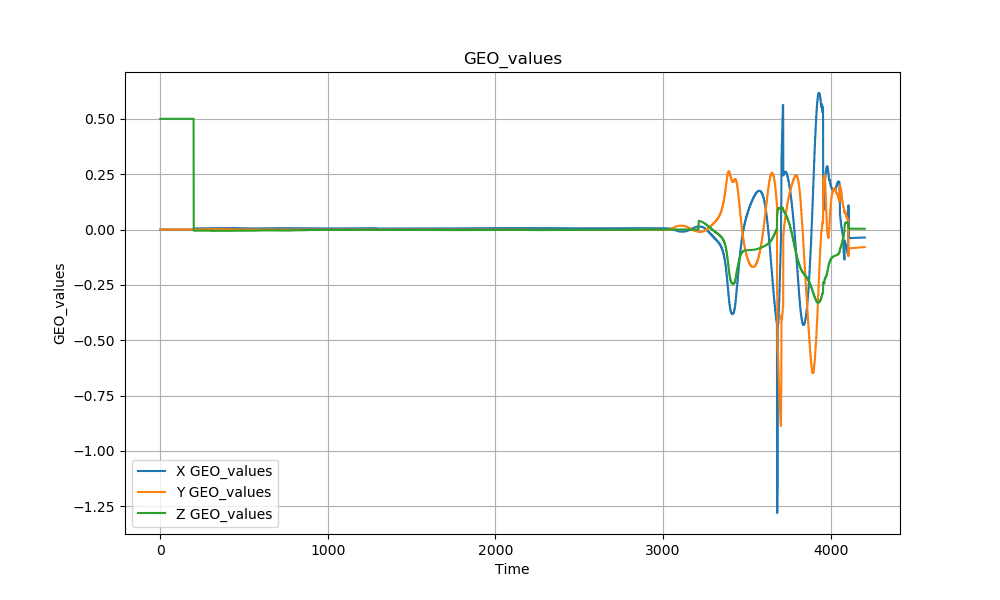 GEO_values
0.50
0.25
0.00
−0.25
−0.50
−0.75
−1.00
−1.25
GEO_values
X GEO_values
Y GEO_values
Z GEO_values
0 1000 2000 3000 4000
Time